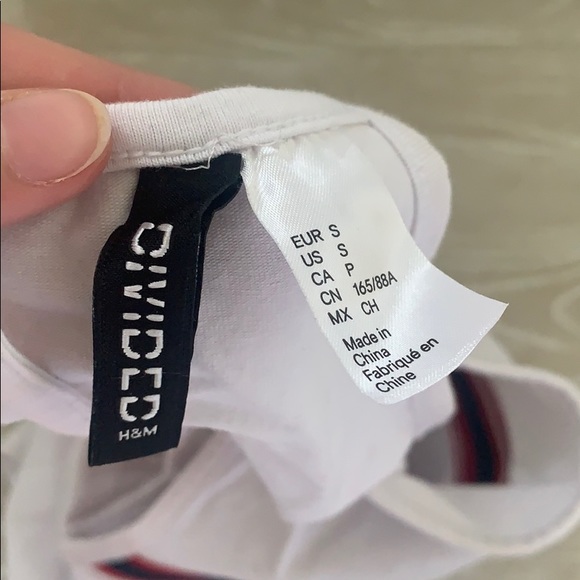 DIVIDED
H&M
EUR S
US S
CA P
CN 165/88A
MX CH
Made in
China
Fabriqué en
Chine